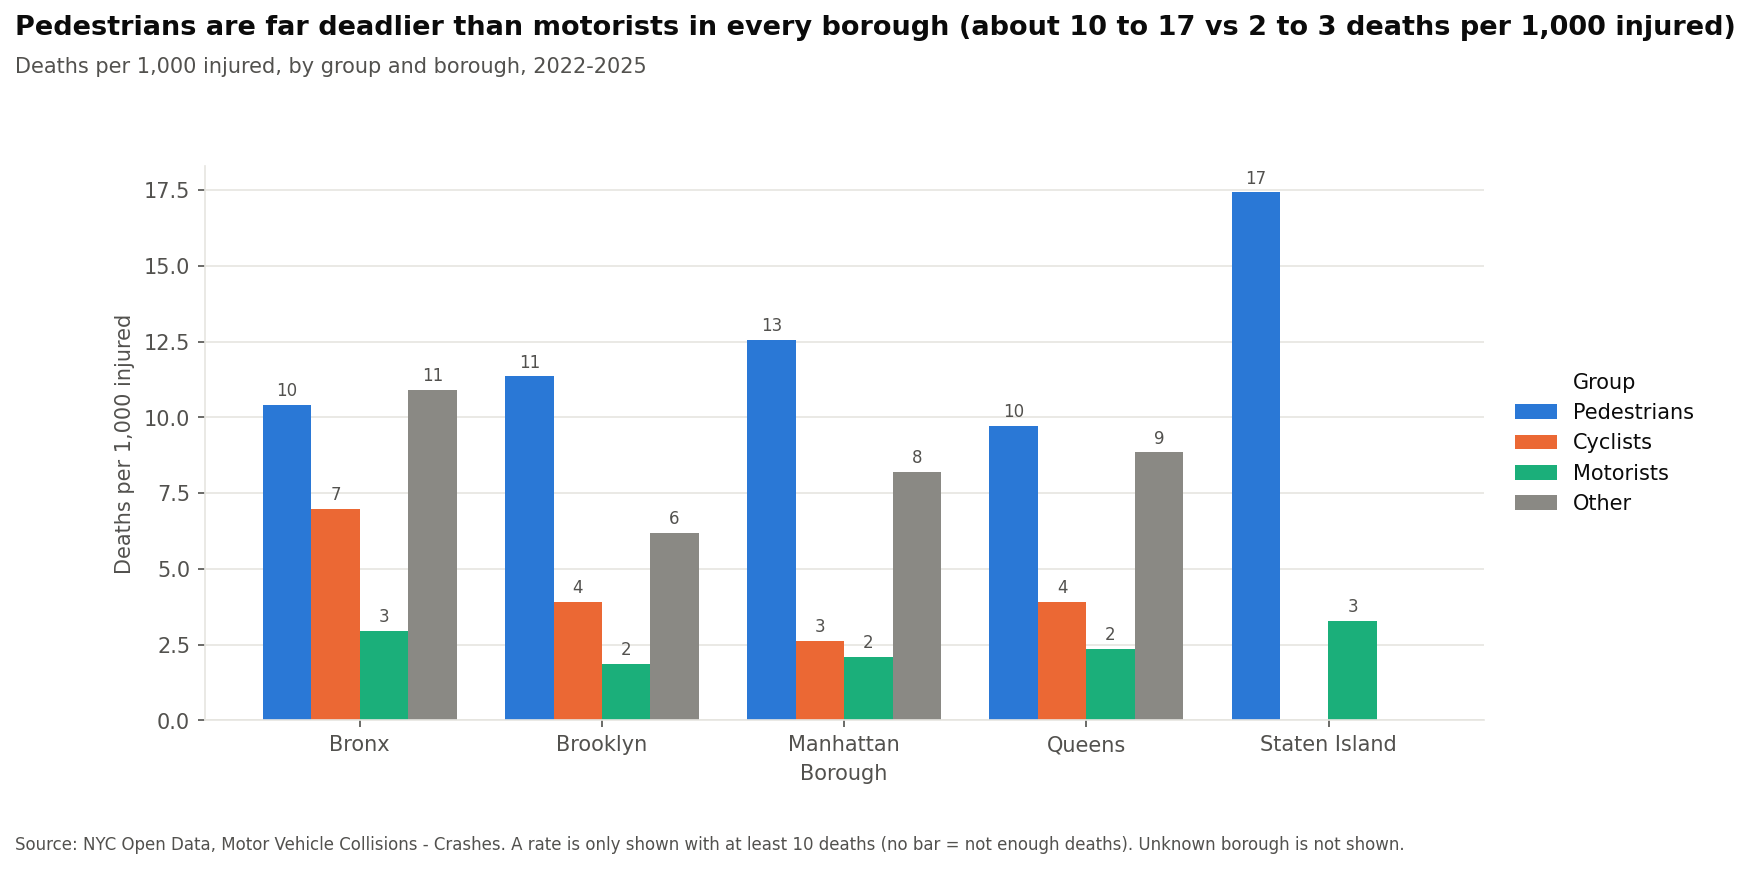 Pedestrians are far deadlier than motorists in every borough (about 10 to 17 vs 2 to 3 deaths per 1,000 injured)
Deaths per 1,000 injured, by group and borough, 2022-2025
Deaths per 1,000 injured
17.5
15.0
12.5
10.0
7.5
5.0
2.5
0.0
10
7
3
11
11
4
2
6
13
3
2
8
10
4
2
9
17
3
Bronx
Brooklyn
Manhattan
Queens
Staten Island
Borough
Group
Pedestrians
Cyclists
Motorists
Other
Source: NYC Open Data, Motor Vehicle Collisions - Crashes. A rate is only shown with at least 10 deaths (no bar = not enough deaths). Unknown borough is not shown.